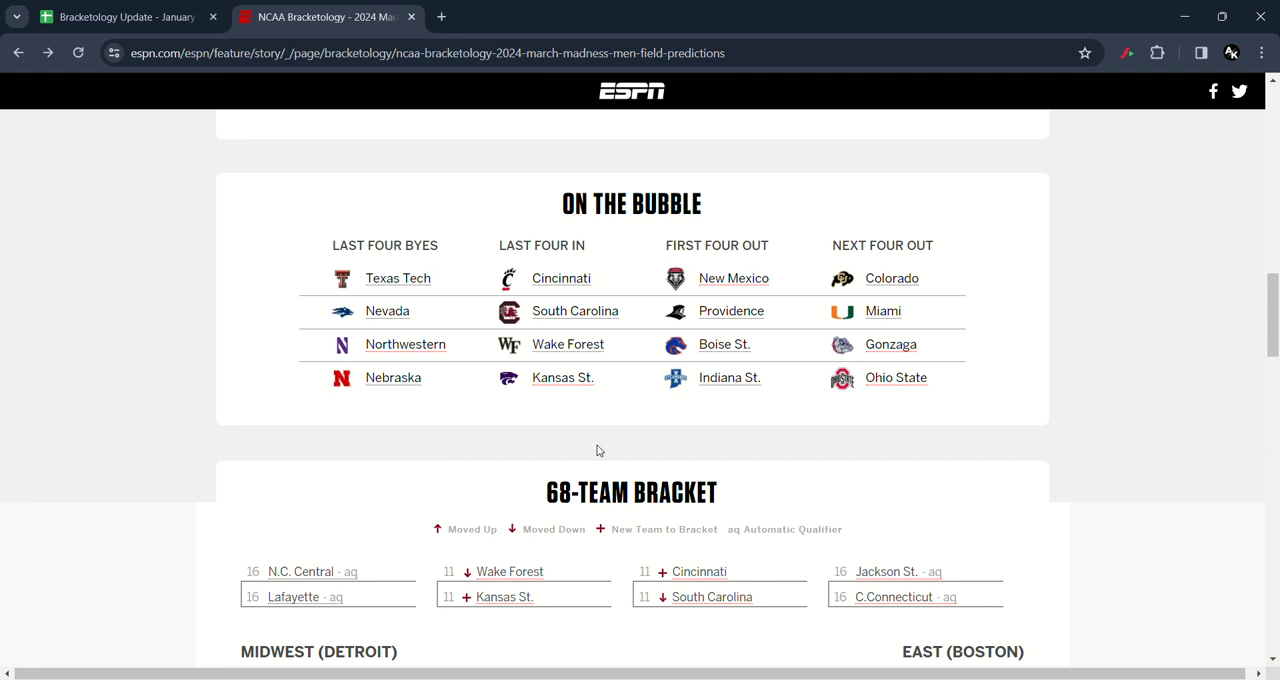 Bracketology Update - January
NCAA Bracketology - 2024 Mar
espn.com/espn/feature/story/_/page/bracketology/ncaa-bracketology-2024-march-madness-men-field-predictions
AK
ESPN
ON THE BUBBLE
LAST FOUR BYES LAST FOUR IN FIRST FOUR OUT NEXT FOUR OUT
Texas Tech Cincinnati New Mexico Colorado
Nevada South Carolina Providence Miami
Northwestern Wake Forest Boise St. Gonzaga
Nebraska Kansas St. Indiana St. Ohio State
68-TEAM BRACKET
Moved Up Moved Down New Team to Bracket aq Automatic Qualifier
16 N.C. Central - aq 11 Wake Forest 11 Cincinnati 16 Jackson St. - aq
16 Lafayette - aq 11 Kansas St. 11 South Carolina 16 C.Connecticut - aq
MIDWEST (DETROIT) EAST (BOSTON)